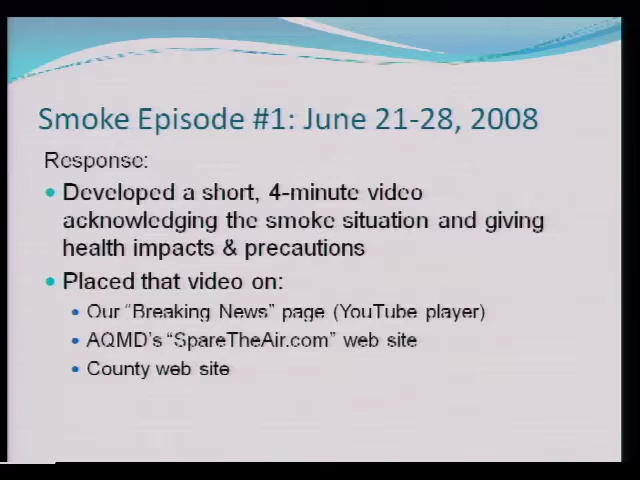 Smoke Episode #1: June 21-28, 2008
Response:
• Developed a short, 4-minute video
acknowledging the smoke situation and giving
health impacts & precautions
• Placed that video on:
• Our “Breaking News” page (YouTube player)
• AQMD’s “SpareTheAir.com” web site
• County web site